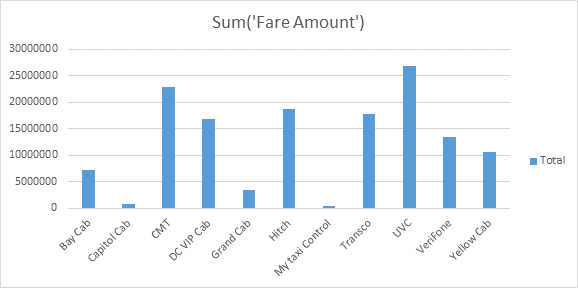 Sum('Fare Amount')
30000000
25000000
20000000
15000000
10000000
5000000
0
Bay Cab
Capitol Cab
CMT
DC VIP Cab
Grand Cab
Hitch
My taxi Control
Transco
UVC
VeriFone
Yellow Cab
Total